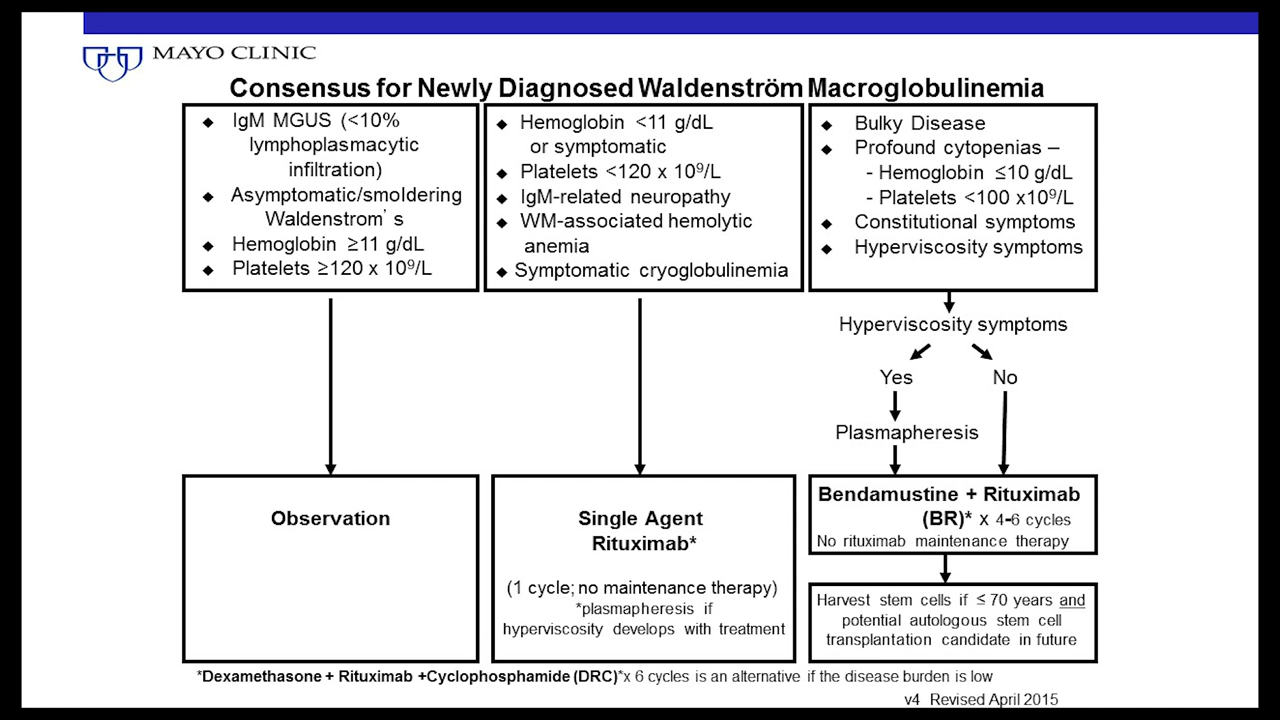 MAYO CLINIC
Consensus for Newly Diagnosed Waldenström Macroglobulinemia
◆ IgM MGUS (<10%
lymphoplasmacytic
infiltration)
◆ Asymptomatic/smoldering
Waldenstrom’ s
◆ Hemoglobin ≥11 g/dL
◆ Platelets ≥120 x 10⁹/L
◆ Hemoglobin <11 g/dL
or symptomatic
◆ Platelets <120 x 10⁹/L
◆ IgM-related neuropathy
◆ WM-associated hemolytic
anemia
◆ Symptomatic cryoglobulinemia
◆ Bulky Disease
◆ Profound cytopenias –
- Hemoglobin ≤10 g/dL
- Platelets <100 x10⁹/L
◆ Constitutional symptoms
◆ Hyperviscosity symptoms
Hyperviscosity symptoms
Yes No
Plasmapheresis
Observation
Single Agent
Rituximab*
(1 cycle; no maintenance therapy)
*plasmapheresis if
hyperviscosity develops with treatment
Bendamustine + Rituximab
(BR)* x 4-6 cycles
No rituximab maintenance therapy
Harvest stem cells if ≤ 70 years and
potential autologous stem cell
transplantation candidate in future
*Dexamethasone + Rituximab +Cyclophosphamide (DRC)*x 6 cycles is an alternative if the disease burden is low
v4 Revised April 2015